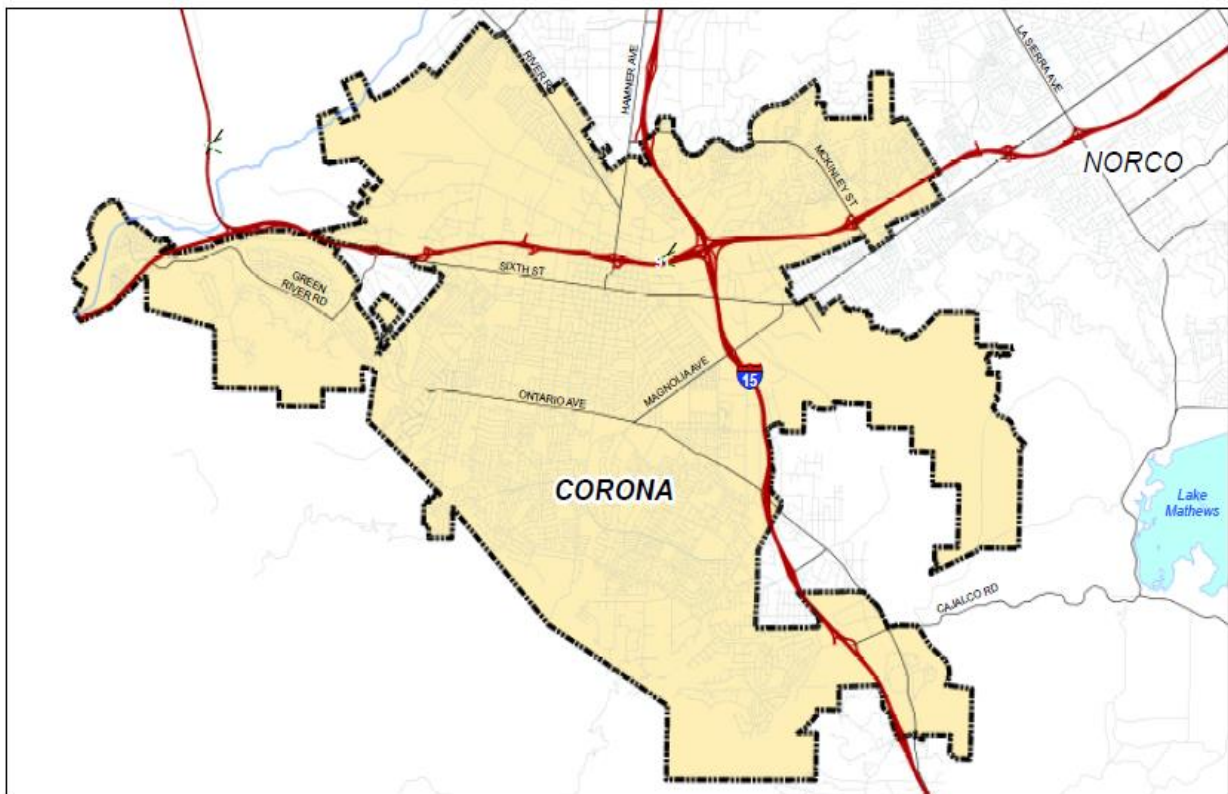 LA SIERRA AVE
RIVER RD
HAMNER AVE
MCKINLEY ST
NORCO
91
SIXTH ST
GREEN
RIVER RD
MAGNOLIA AVE
15
ONTARIO AVE
CORONA
Lake
Mathews
CAJALCO RD